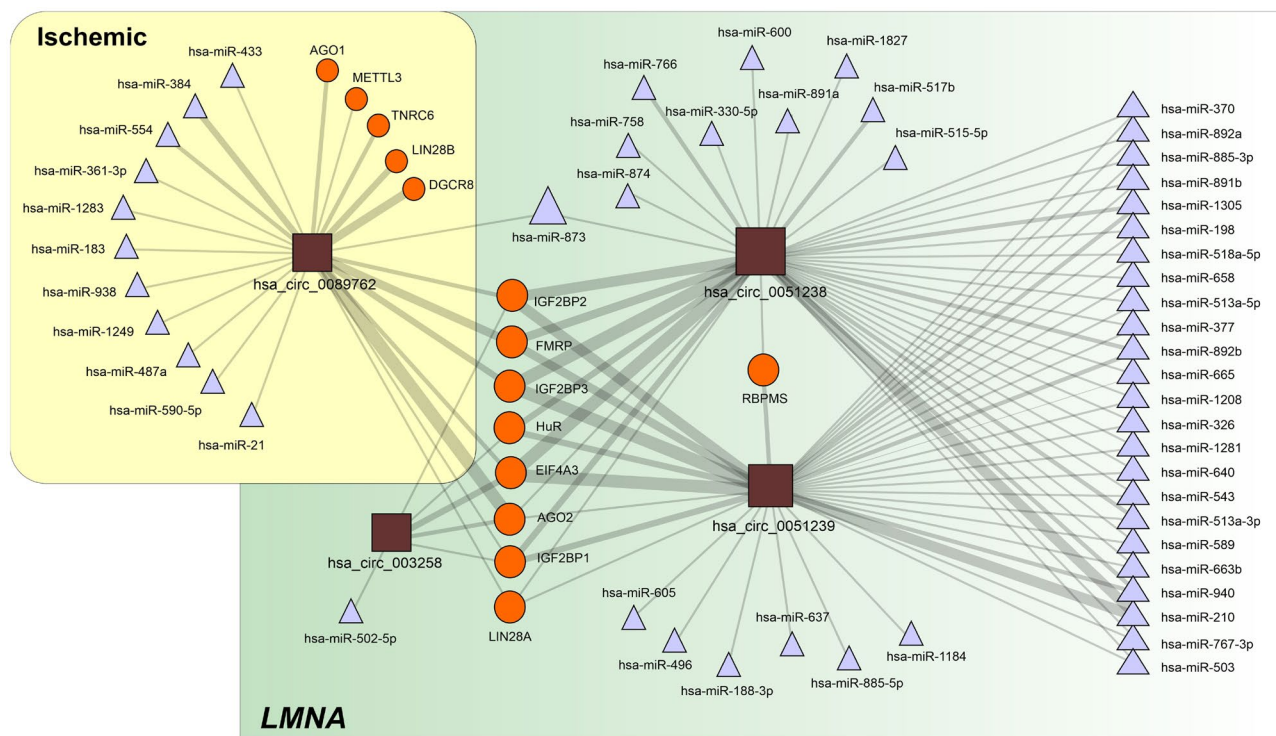 Ischemic
hsa-miR-433
hsa-miR-384
hsa-miR-554
hsa-miR-361-3p
hsa-miR-1283
hsa-miR-183
hsa-miR-938
hsa-miR-1249
hsa-miR-487a
hsa-miR-590-5p
hsa-miR-21
AGO1
METTL3
TNRC6
LIN28B
DGCR8
hsa_circ_0089762
hsa-miR-873
hsa-miR-600
hsa-miR-1827
hsa-miR-766
hsa-miR-891a
hsa-miR-517b
hsa-miR-330-5p
hsa-miR-758
hsa-miR-515-5p
hsa-miR-874
hsa_circ_0051238
IGF2BP2
FMRP
IGF2BP3
HuR
EIF4A3
AGO2
IGF2BP1
LIN28A
RBPMS
hsa_circ_0051239
hsa_circ_003258
hsa-miR-502-5p
hsa-miR-605
hsa-miR-637
hsa-miR-496
hsa-miR-1184
hsa-miR-188-3p
hsa-miR-885-5p
hsa-miR-370
hsa-miR-892a
hsa-miR-885-3p
hsa-miR-891b
hsa-miR-1305
hsa-miR-198
hsa-miR-518a-5p
hsa-miR-658
hsa-miR-513a-5p
hsa-miR-377
hsa-miR-892b
hsa-miR-665
hsa-miR-1208
hsa-miR-326
hsa-miR-1281
hsa-miR-640
hsa-miR-543
hsa-miR-513a-3p
hsa-miR-589
hsa-miR-663b
hsa-miR-940
hsa-miR-210
hsa-miR-767-3p
hsa-miR-503
LMNA